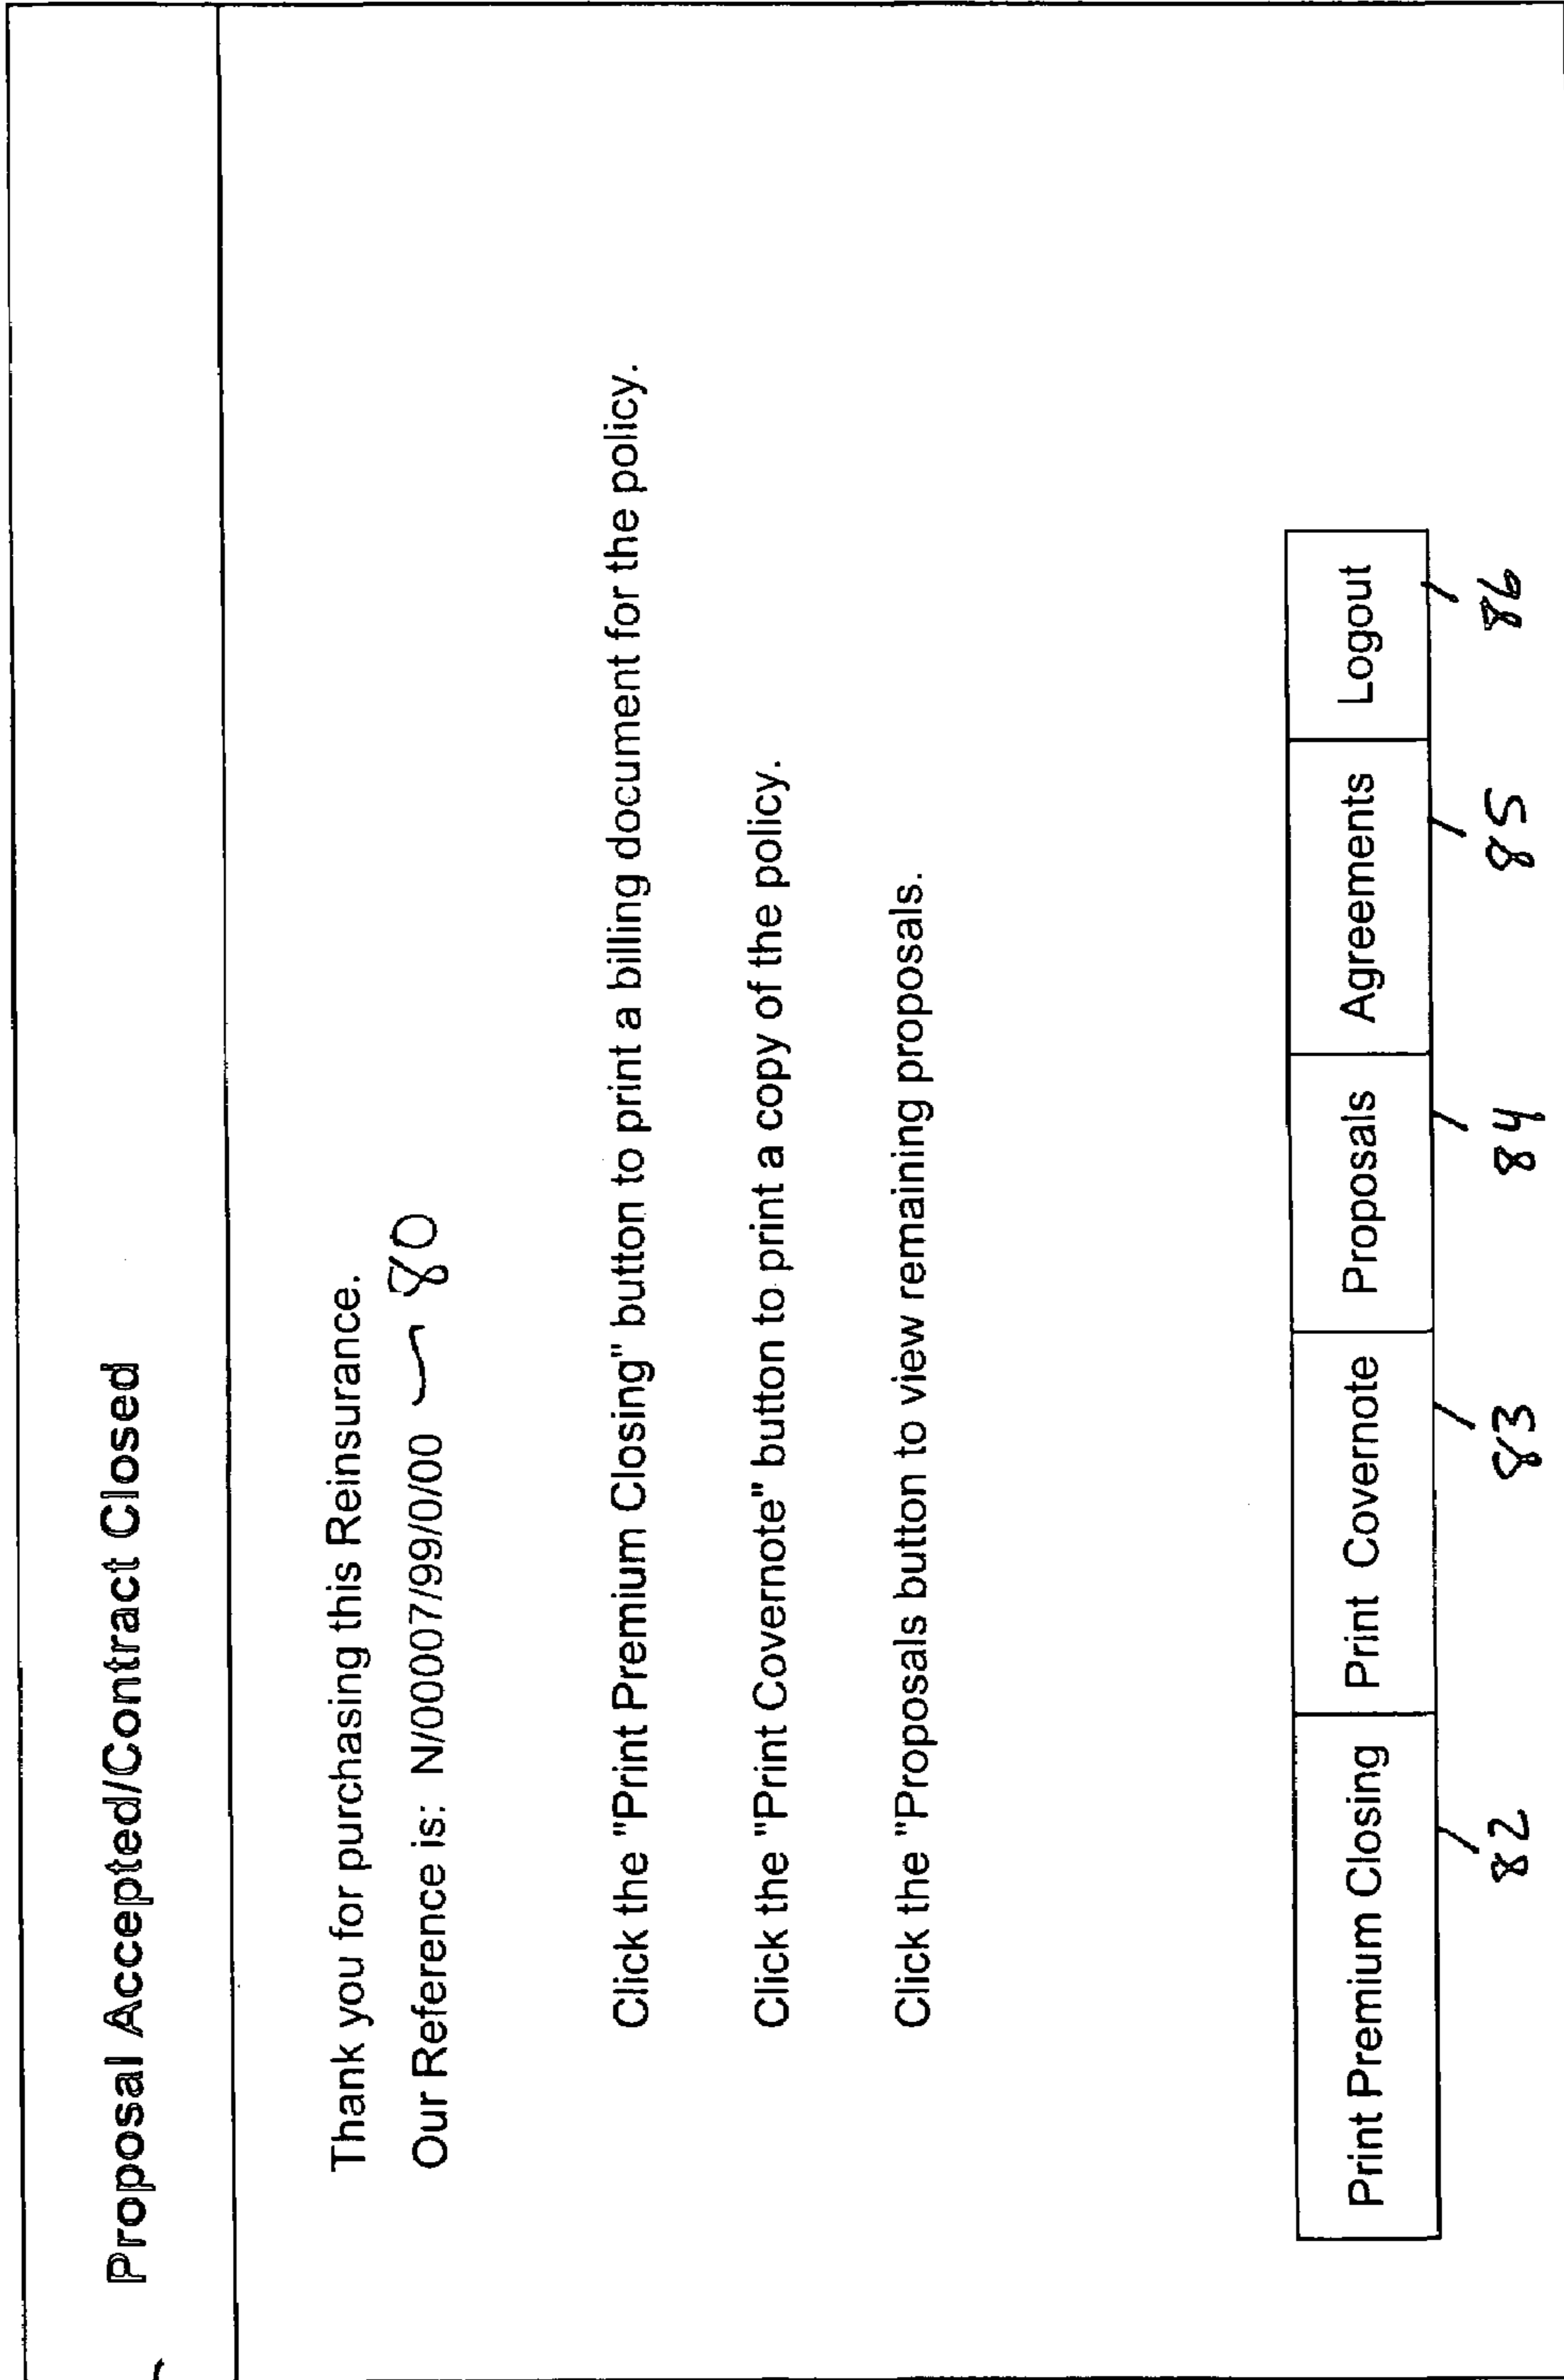 Proposal Accepted/Contract Closed
Thank you for purchasing this Reinsurance.
Our Reference is: N/00007/99/0/00 80
Click the "Print Premium Closing" button to print a billing document for the policy.
Click the "Print Covernote" button to print a copy of the policy.
Click the "Proposals button to view remaining proposals.
Print Premium Closing Print Covernote Proposals Agreements Logout
82 83 84 85 86